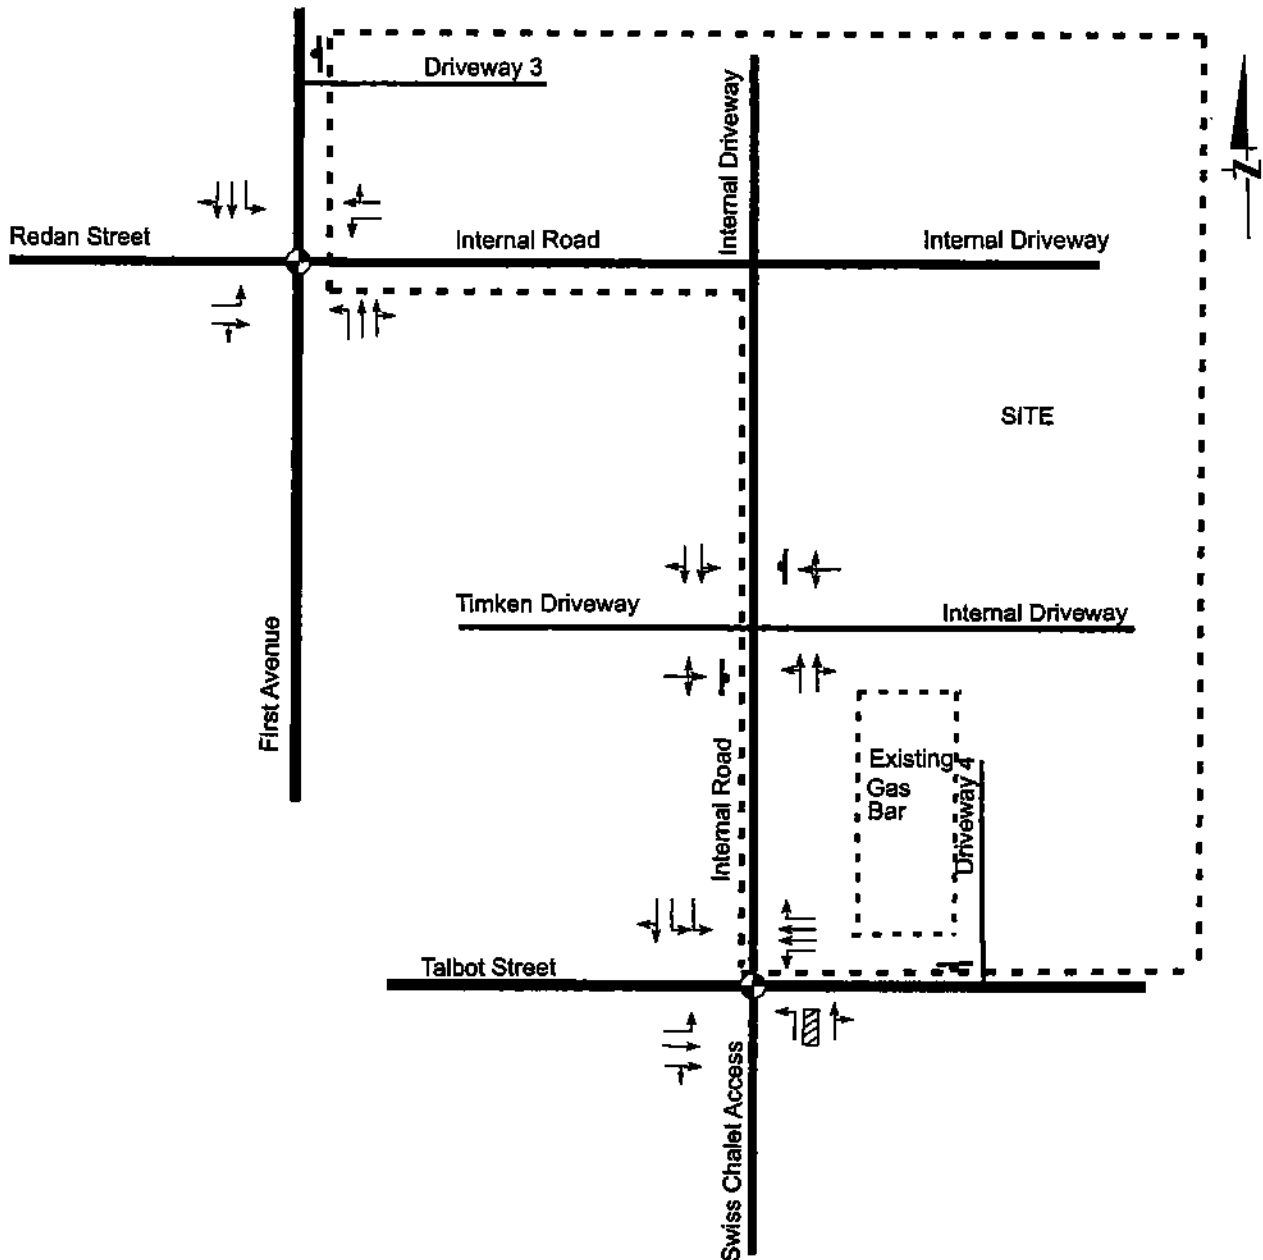 Driveway 3
Internal Driveway
N
Redan Street
Internal Road
Internal Driveway
SITE
Timken Driveway
Internal Driveway
First Avenue
Internal Road
Existing
Gas
Bar
Driveway 4
Talbot Street
Swiss Chalet Access